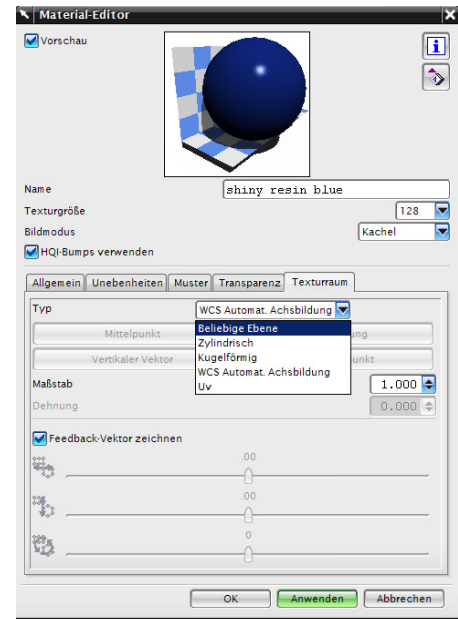 Material-Editor
Vorschau
Name shiny resin blue
Texturgröße 128
Bildmodus Kachel
HQI-Bumps verwenden
Allgemein Unebenheiten Muster Transparenz Texturraum
Typ WCS Automat. Achsbildung
Beliebige Ebene
Mittelpunkt
Zylindrisch
Kugelförmig
Vertikaler Vektor
WCS Automat. Achsbildung
Uv
Maßstab 1.000
Dehnung 0.000
Feedback-Vektor zeichnen
.00
.00
0
OK Anwenden Abbrechen